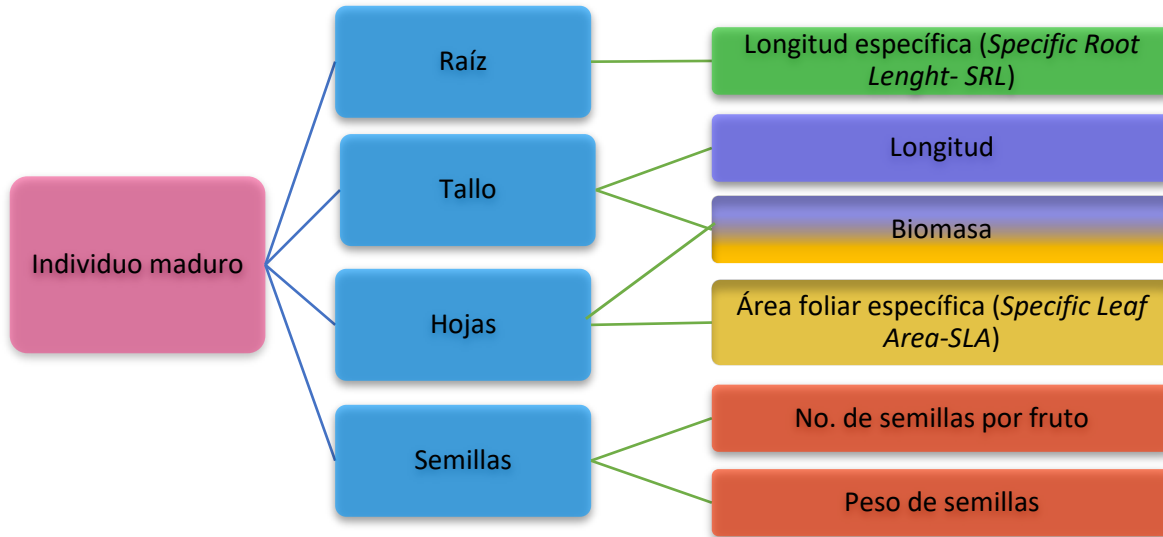 Individuo maduro
Raíz
Tallo
Hojas
Semillas
Longitud específica (Specific Root
Lenght- SRL)
Longitud
Biomasa
Área foliar específica (Specific Leaf
Area-SLA)
No. de semillas por fruto
Peso de semillas